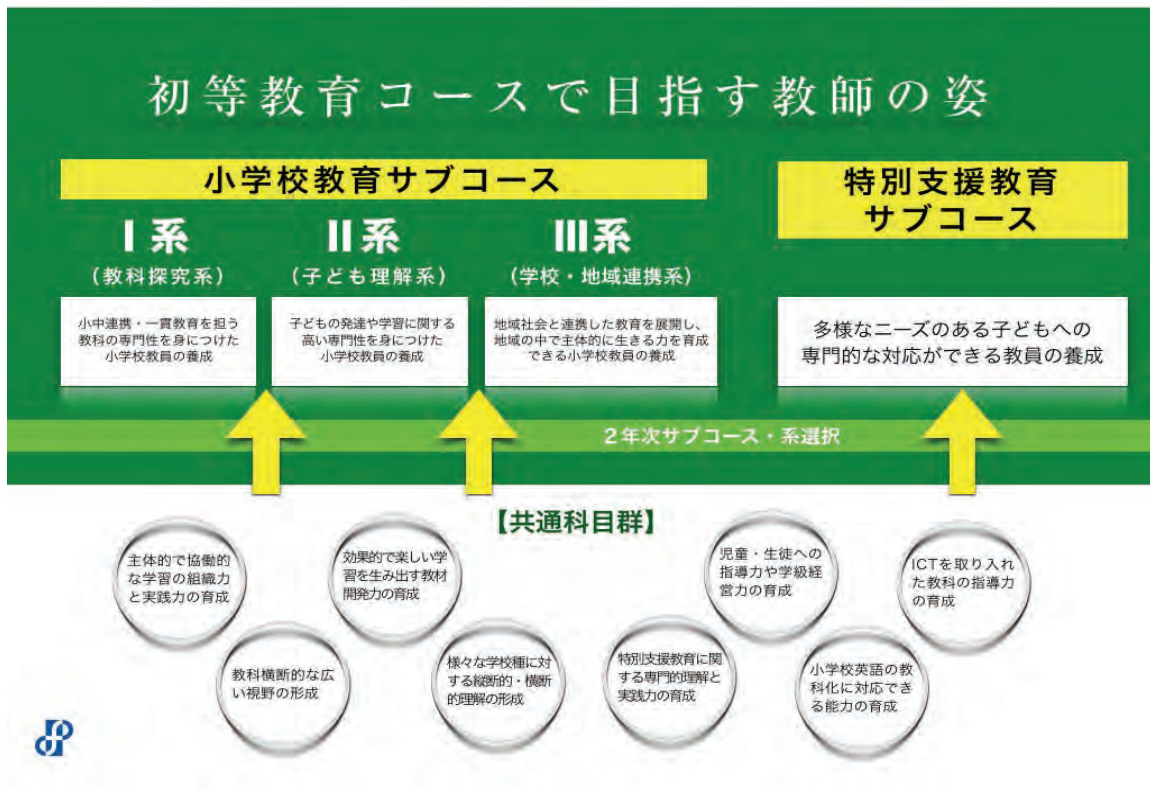 初等教育コースで目指す教師の姿
小学校教育サブコース
I 系
(教科探究系)
小中連携・一貫教育を担う
教科の専門性を身につけた
小学校教員の養成
II 系
(子ども理解系)
子どもの発達や学習に関する
高い専門性を身につけた
小学校教員の養成
III系
(学校・地域連携系)
地域社会と連携した教育を展開し、
地域の中で主体的に生きる力を育成
できる小学校教員の養成
特別支援教育
サブコース
多様なニーズのある子どもへの
専門的な対応ができる教員の養成
2年次サブコース・系選択
【共通科目群】
主体的で協働的
な学習の組織力
と実践力の育成
教科横断的な広
い視野の形成
効果的で楽しい学
習を生み出す教材
開発力の育成
様々な学校種に対
する縦断的・横断
的理解の形成
特別支援教育に関
する専門的理解と
実践力の育成
児童・生徒への
指導力や学級経
営力の育成
小学校英語の教
科化に対応でき
る能力の育成
ICTを取り入れ
た教科の指導力
の育成